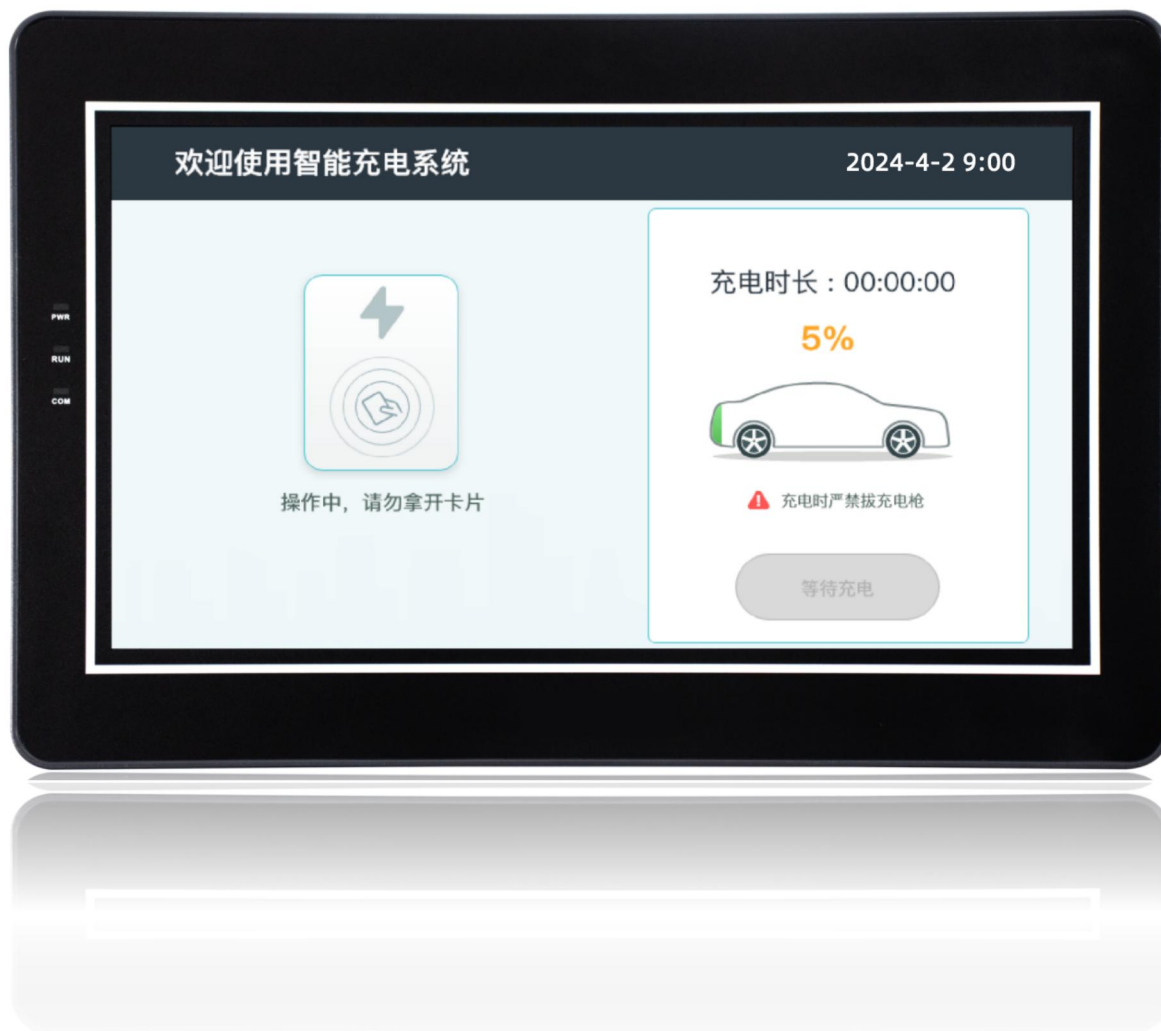 欢迎使用智能充电系统
2024-4-2 9:00
PWR
RUN
COM
操作中，请勿拿开卡片
充电时长：00:00:00
5%
充电时严禁拔充电枪
等待充电